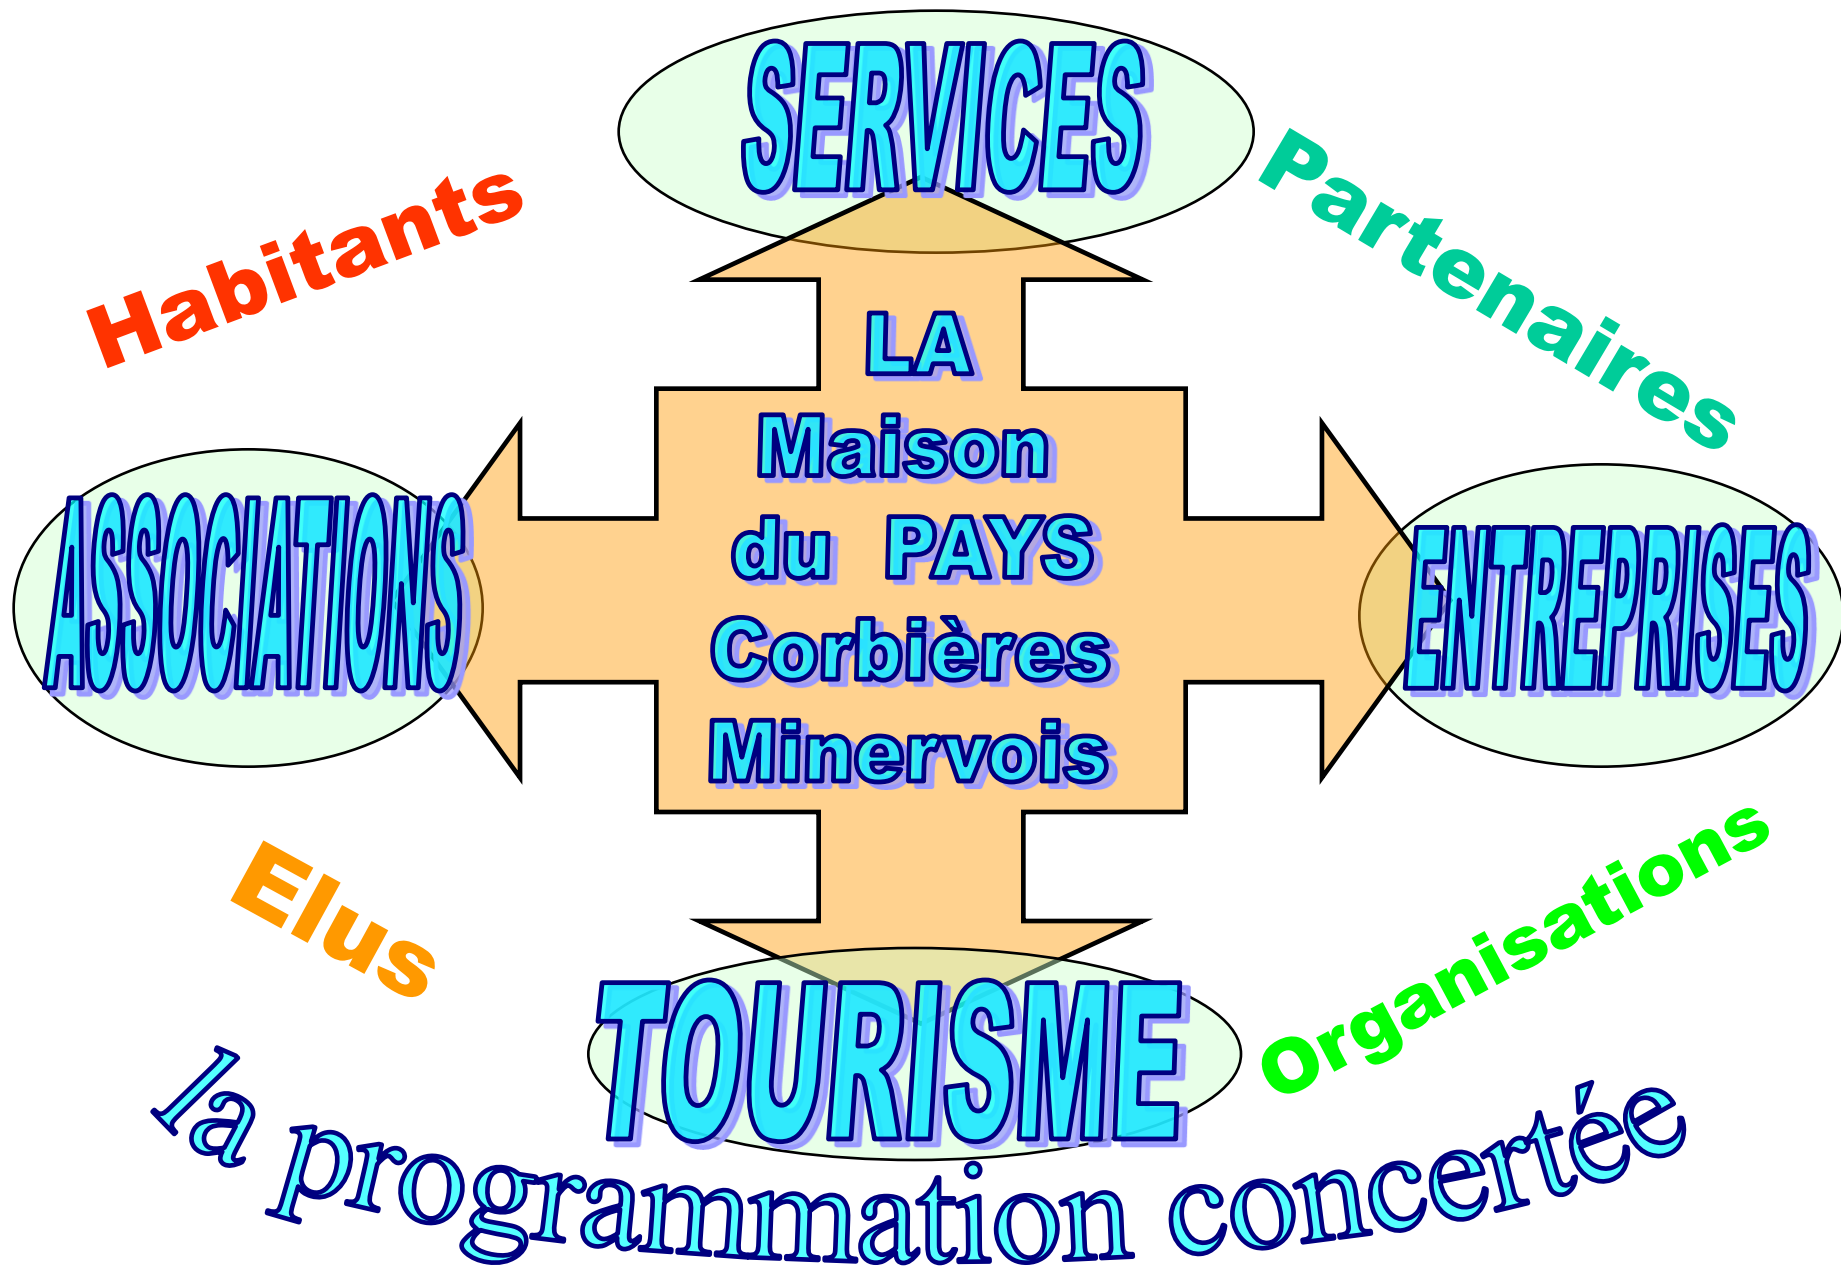 SERVICES
Habitants
Partenaires
LA
Maison
du PAYS
Corbières
Minervois
ASSOCIATIONS
ENTREPRISES
Elus
Organisations
TOURISME
la programmation concertée